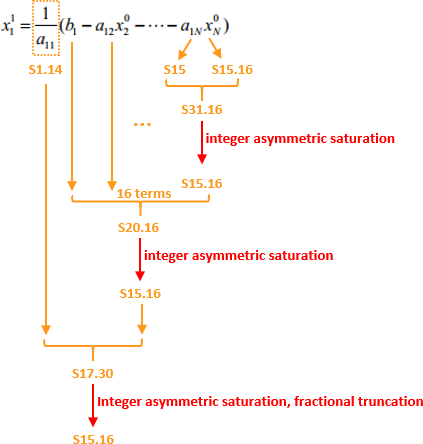 x₁¹ = 1/a₁₁ (b₁ − a₁₂x₂⁰ − ⋯ − a₁NxN⁰)
S1.14 S15 S15.16
S31.16
...
integer asymmetric saturation
S15.16
16 terms
S20.16
integer asymmetric saturation
S15.16
S17.30
Integer asymmetric saturation, fractional truncation
S15.16